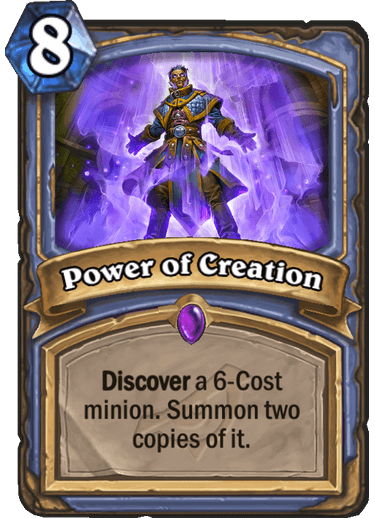 8
Power of Creation
Discover a 6-Cost
minion. Summon two
copies of it.